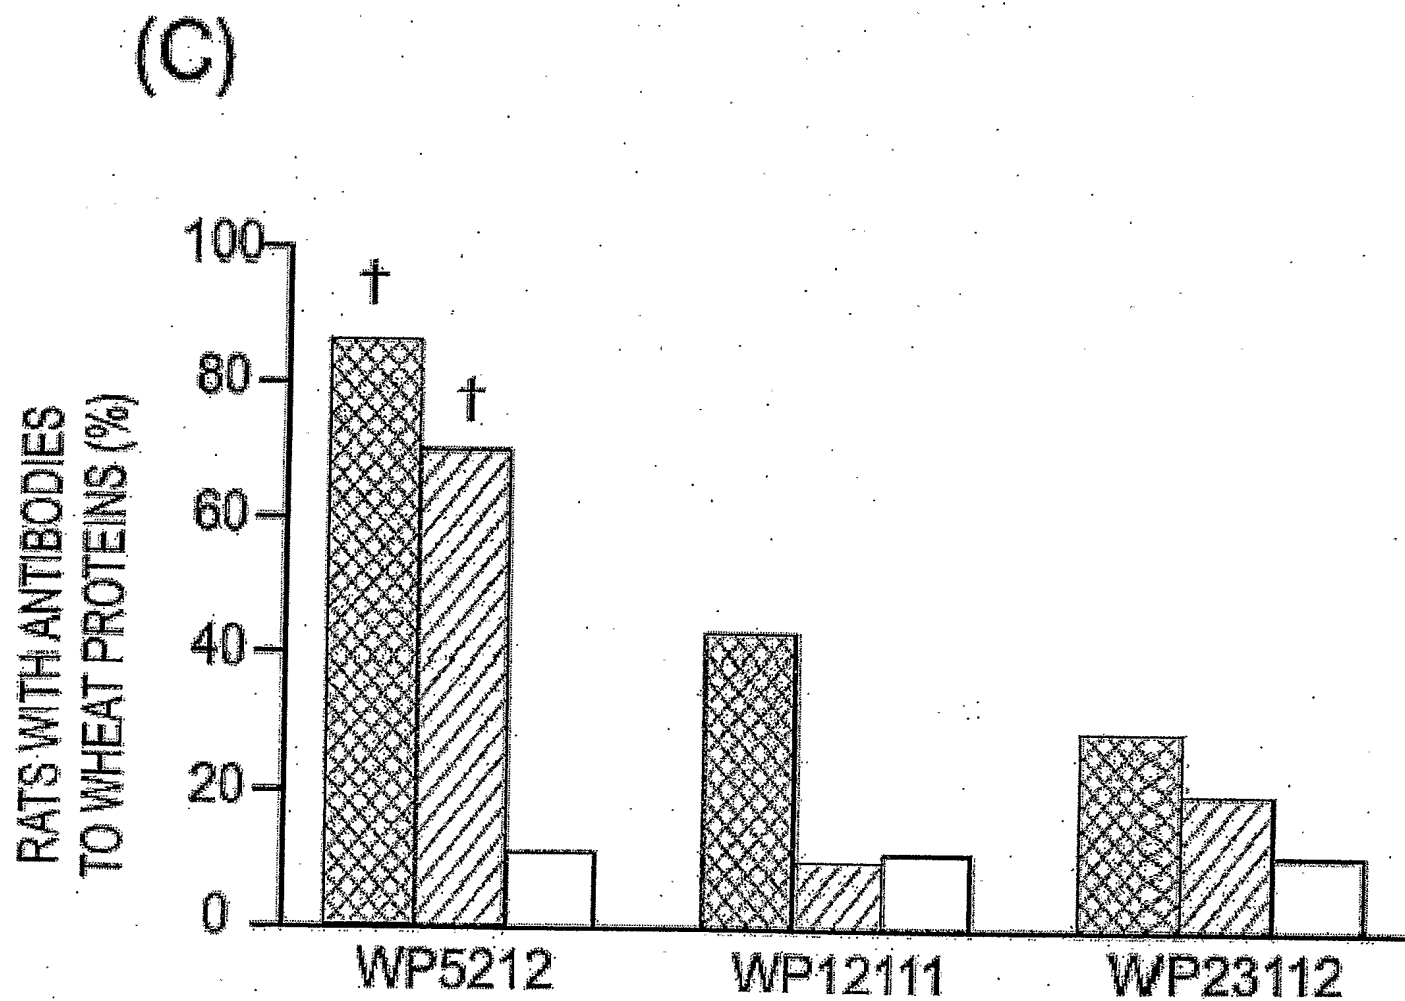 (C)
100
†
80
†
60
40
20
0
RATS WITH ANTIBODIES
TO WHEAT PROTEINS (%)
WP5212
WP12111
WP23112